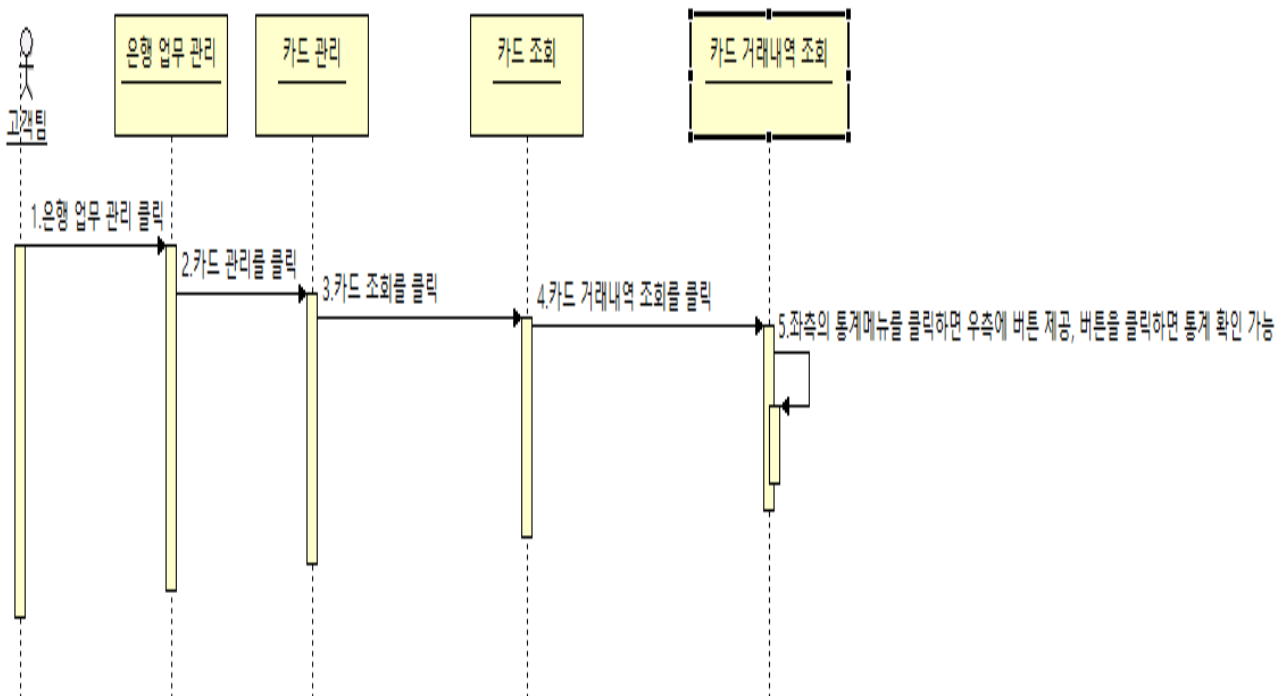 은행 업무 관리
카드 관리
카드 조회
카드 거래내역 조회
고객팀
1.은행 업무 관리 클릭
2.카드 관리를 클릭
3.카드 조회를 클릭
4.카드 거래내역 조회를 클릭
5.좌측의 통계메뉴를 클릭하면 우측에 버튼 제공, 버튼을 클릭하면 통계 확인 가능